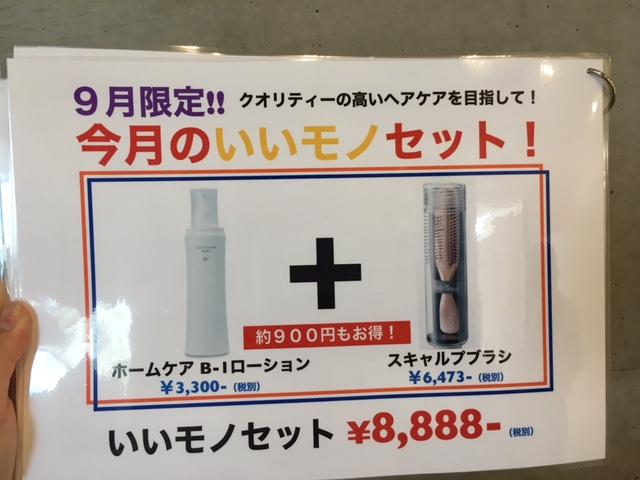 9月限定!!
クオリティーの高いヘアケアを目指して！
今月のいいモノセット！
+
約900円もお得！
ホームケア B-1ローション
¥3,300-（税別）
スキャルプブラシ
¥6,473-（税別）
いいモノセット ¥8,888-（税別）